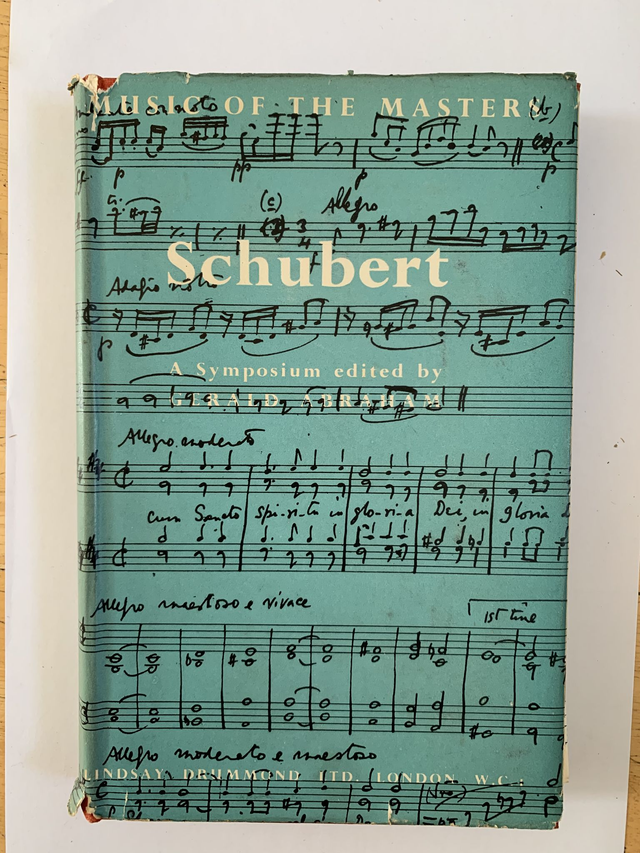 MUSIC OF THE MASTERS
(b)
p pp p p
(c) Allegro
Schubert
Adagio molto
p
A Symposium edited by
GERALD ABRAHAM
Allegro moderato
cum Sancto Spi-ri-tu in glo-ri-a Dei, in gloria
Allegro maestoso e vivace
1st time
Allegro moderato e maestoso
LINDSAY DRUMMOND LTD. LONDON W.C.